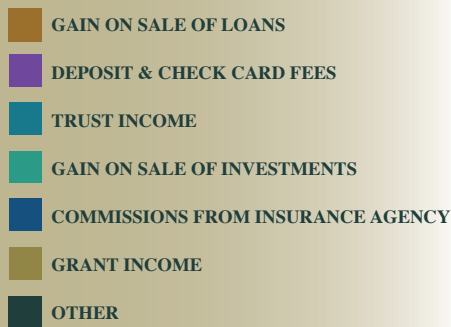 GAIN ON SALE OF LOANS
DEPOSIT & CHECK CARD FEES
TRUST INCOME
GAIN ON SALE OF INVESTMENTS
COMMISSIONS FROM INSURANCE AGENCY
GRANT INCOME
OTHER